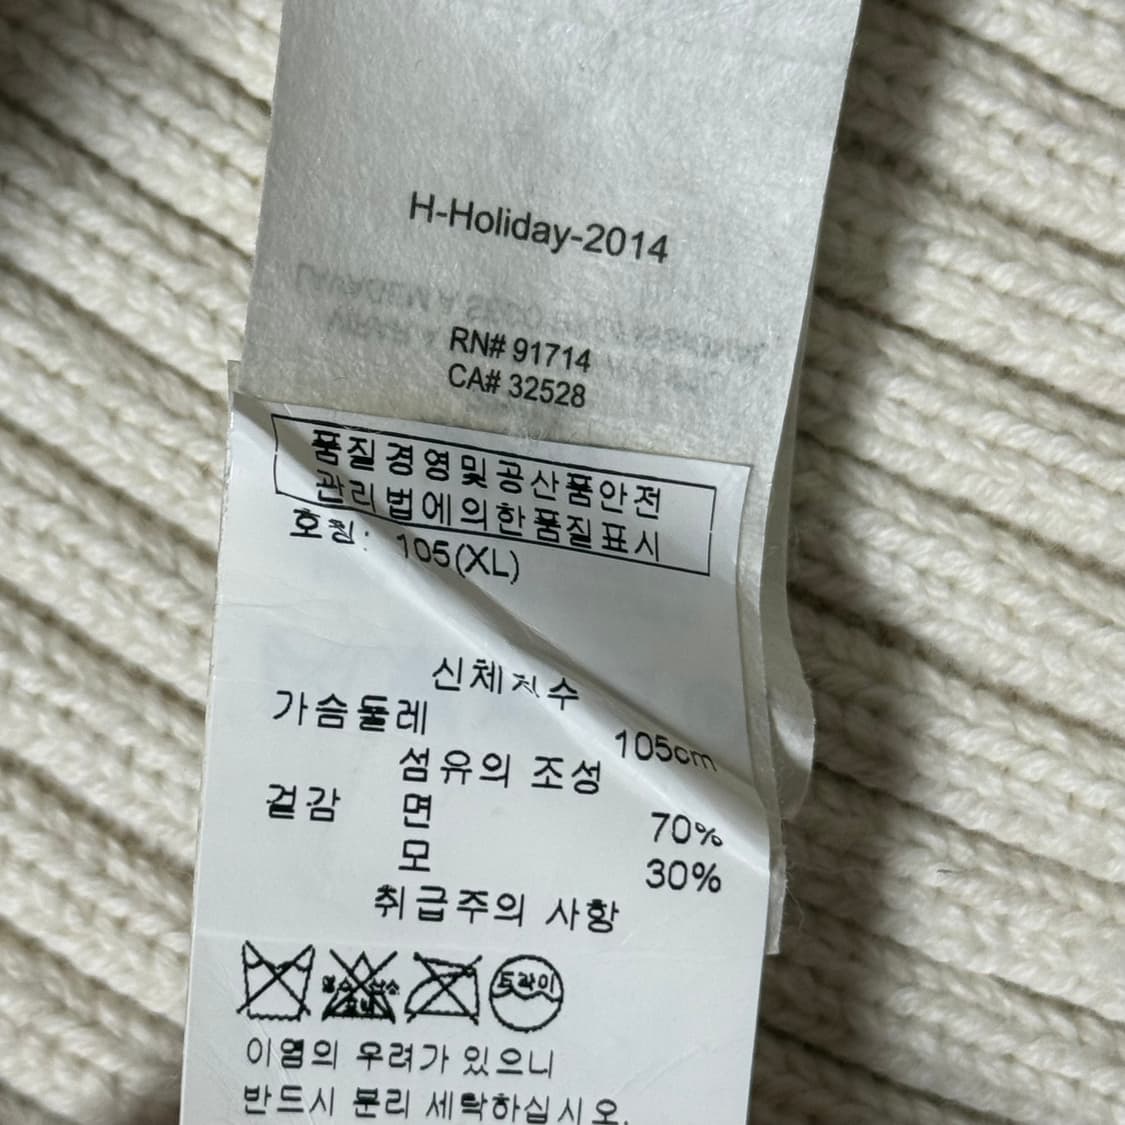 H-Holiday-2014
RN# 91714
CA# 32528
품질경영및공산품안전
관리법에의한품질표시
호칭: 105(XL)
신체치수
가슴둘레 105cm
섬유의 조성
겉감 면 70%
모 30%
취급주의 사항
드라이
이염의 우려가 있으니
반드시 분리 세탁하십시오.